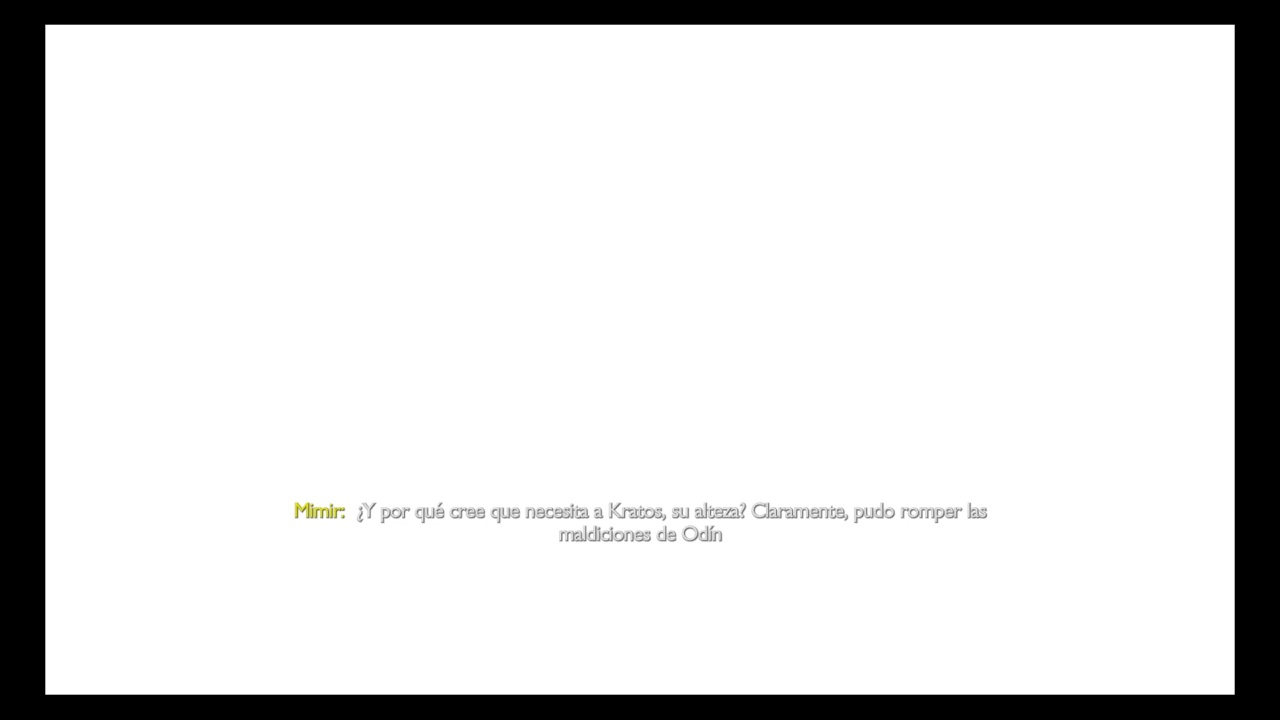 Mimir: ¿Y por qué cree que necesita a Kratos, su alteza? Claramente, pudo romper las
maldiciones de Odín